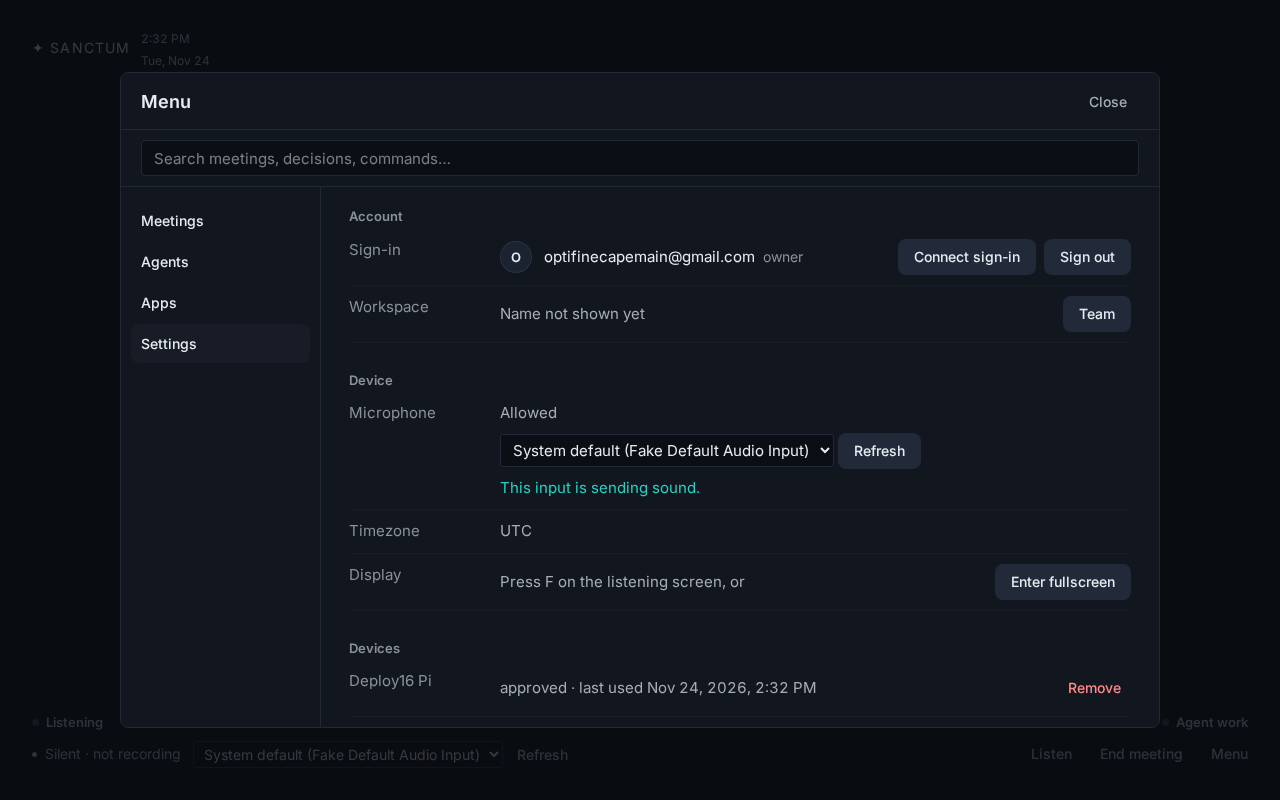 ✦ SANCTUM
2:32 PM
Tue, Nov 24
Menu
Close
Search meetings, decisions, commands...
Meetings
Agents
Apps
Settings
Account
Sign-in
O
optifinecapemain@gmail.com owner
Connect sign-in
Sign out
Workspace
Name not shown yet
Team
Device
Microphone
Allowed
System default (Fake Default Audio Input)
Refresh
This input is sending sound.
Timezone
UTC
Display
Press F on the listening screen, or
Enter fullscreen
Devices
Deploy16 Pi
approved · last used Nov 24, 2026, 2:32 PM
Remove
Listening
Agent work
Silent · not recording
System default (Fake Default Audio Input)
Refresh
Listen
End meeting
Menu